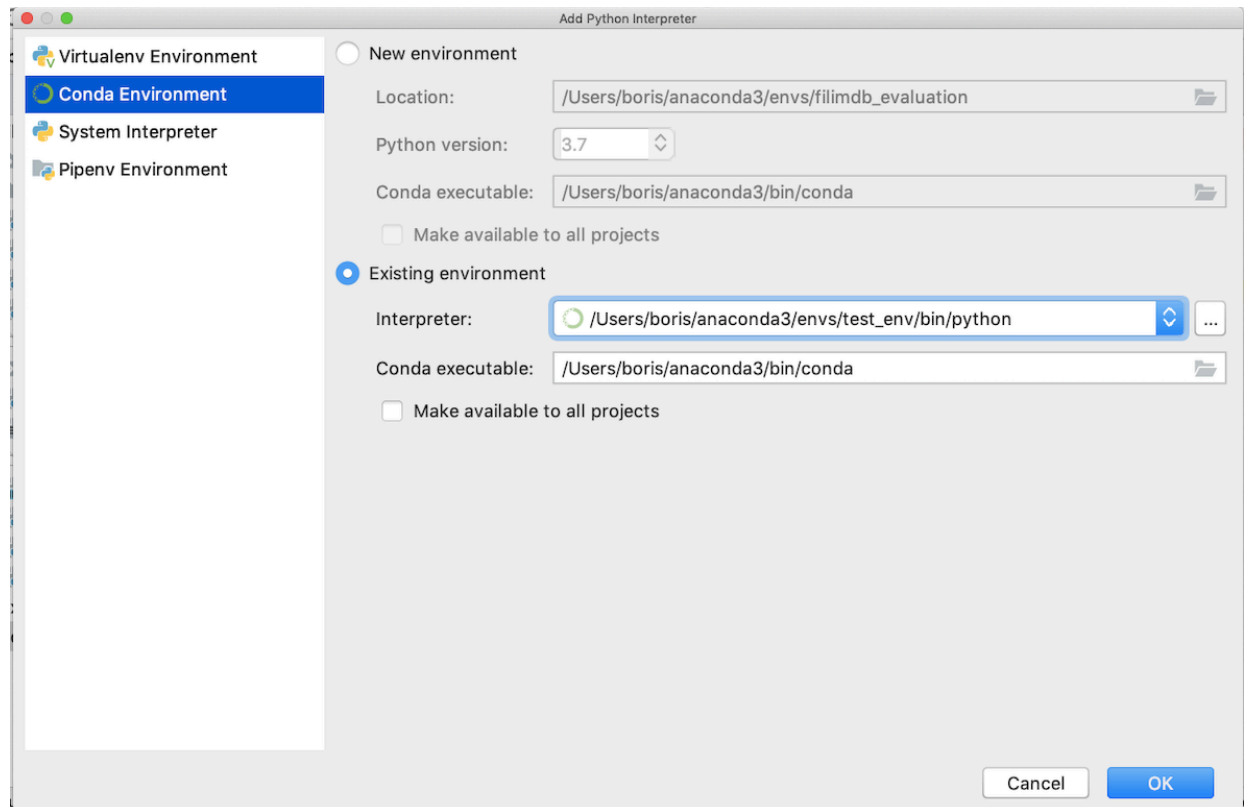 Add Python Interpreter
Virtualenv Environment
Conda Environment
System Interpreter
Pipenv Environment
New environment
Location: /Users/boris/anaconda3/envs/filimdb_evaluation
Python version: 3.7
Conda executable: /Users/boris/anaconda3/bin/conda
Make available to all projects
Existing environment
Interpreter: /Users/boris/anaconda3/envs/test_env/bin/python ...
Conda executable: /Users/boris/anaconda3/bin/conda
Make available to all projects
Cancel OK